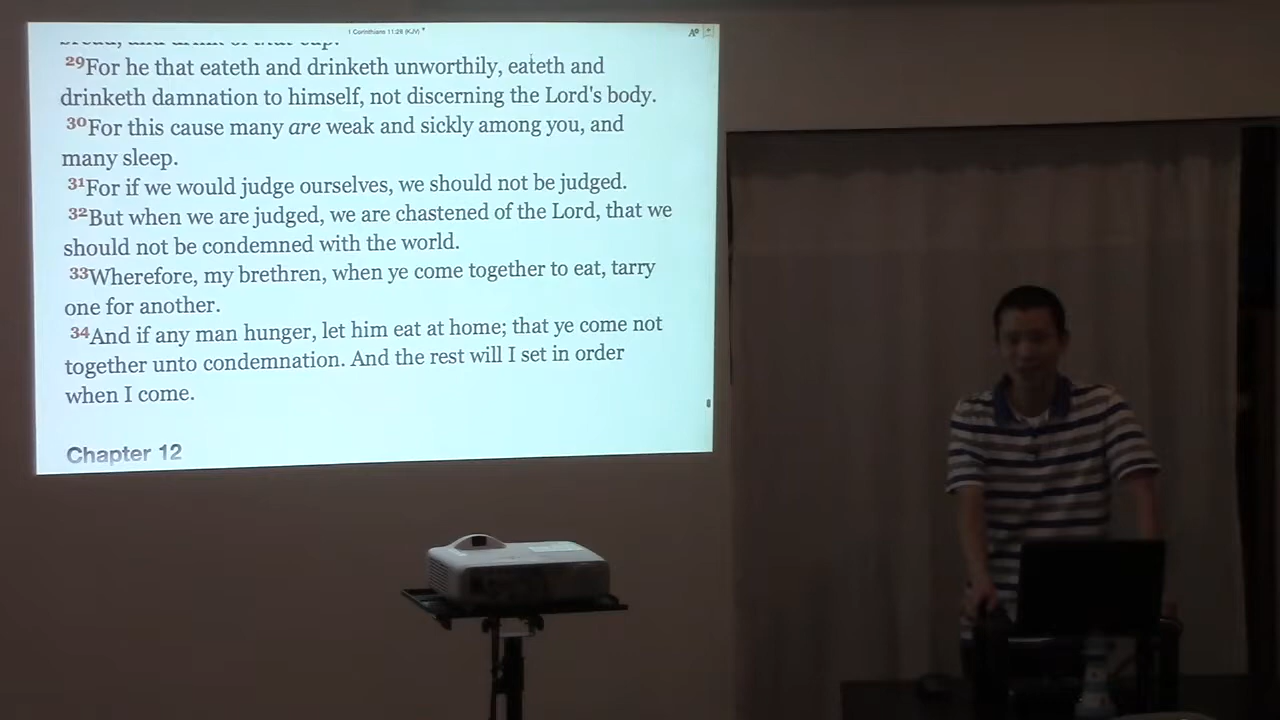 1 Corinthians 11:28 (KJV)
bread, and drink of that cup.
29For he that eateth and drinketh unworthily, eateth and
drinketh damnation to himself, not discerning the Lord's body.
30For this cause many are weak and sickly among you, and
many sleep.
31For if we would judge ourselves, we should not be judged.
32But when we are judged, we are chastened of the Lord, that we
should not be condemned with the world.
33Wherefore, my brethren, when ye come together to eat, tarry
one for another.
34And if any man hunger, let him eat at home; that ye come not
together unto condemnation. And the rest will I set in order
when I come.
Chapter 12